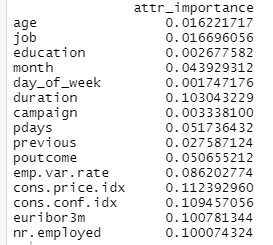 attr_importance
age 0.016221717
job 0.016696056
education 0.002677582
month 0.043929312
day_of_week 0.001747176
duration 0.103043229
campaign 0.003338100
pdays 0.051736432
previous 0.027587124
poutcome 0.050655212
emp.var.rate 0.086202774
cons.price.idx 0.112392960
cons.conf.idx 0.109457056
euribor3m 0.100781344
nr.employed 0.100074324